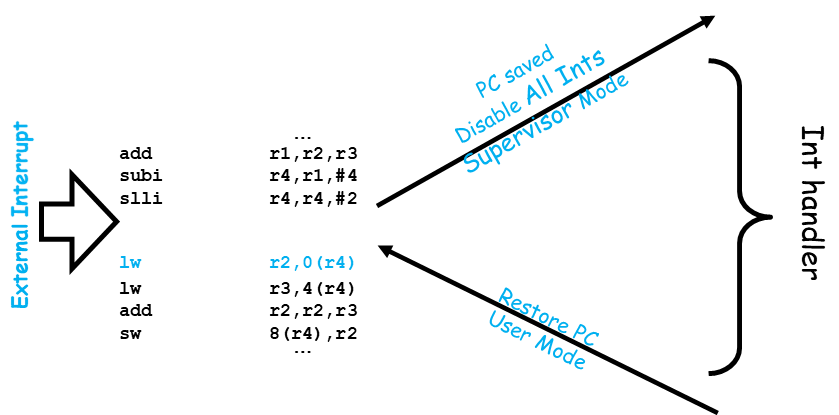 External Interrupt
...
add r1,r2,r3
subi r4,r1,#4
slli r4,r4,#2
lw r2,0(r4)
lw r3,4(r4)
add r2,r2,r3
sw 8(r4),r2
...
PC saved
Disable All Ints
Supervisor Mode
Restore PC
User Mode
Int handler